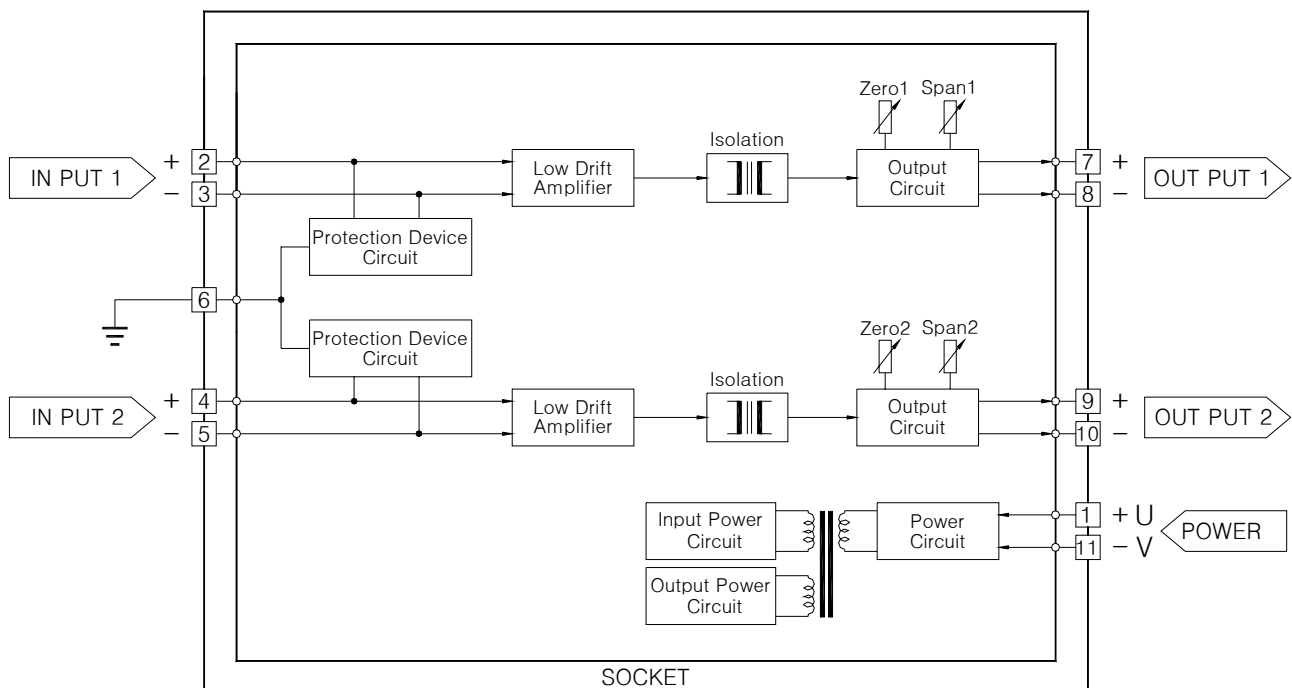 Zero1 Span1
Isolation
IN PUT 1
+ 2
− 3
Low Drift
Amplifier
Output
Circuit
7 +
8 −
OUT PUT 1
Protection Device
Circuit
6
Protection Device
Circuit
Zero2 Span2
Isolation
IN PUT 2
+ 4
− 5
Low Drift
Amplifier
Output
Circuit
9 +
10 −
OUT PUT 2
Input Power
Circuit
Power
Circuit
1 + U
11 − V
POWER
Output Power
Circuit
SOCKET